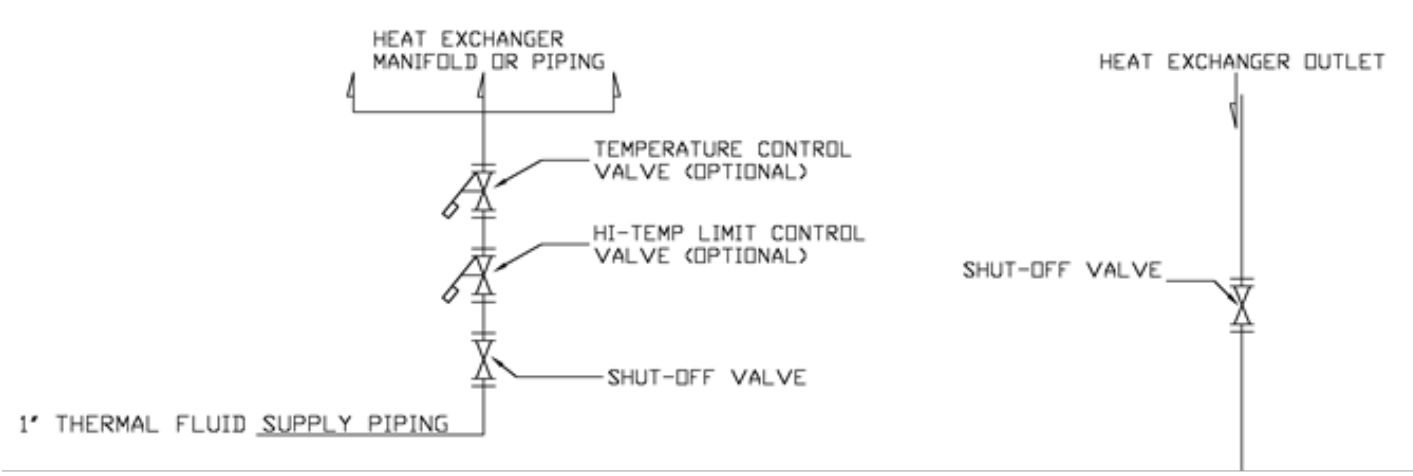 HEAT EXCHANGER
MANIFOLD OR PIPING
HEAT EXCHANGER OUTLET
TEMPERATURE CONTROL
VALVE (OPTIONAL)
HI-TEMP LIMIT CONTROL
VALVE (OPTIONAL)
SHUT-OFF VALVE
SHUT-OFF VALVE
1" THERMAL FLUID SUPPLY PIPING